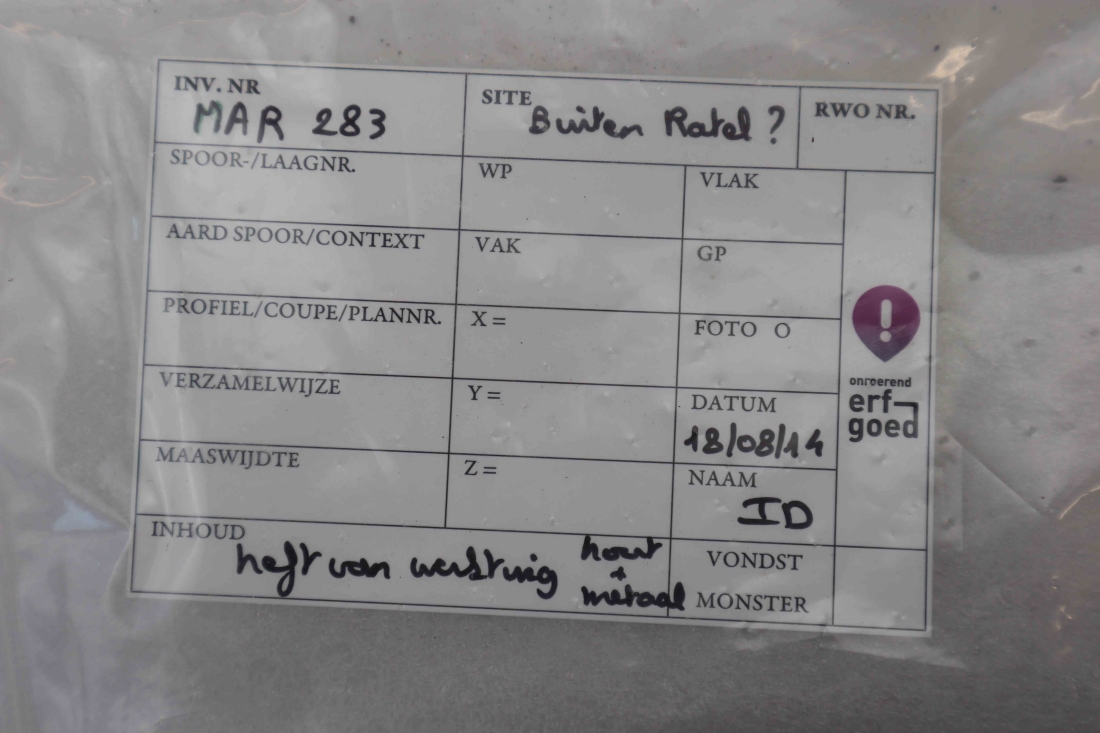 INV. NR SITE RWO NR.
MAR 283 Buiten Ratel ?
SPOOR-/LAAGNR. WP VLAK
AARD SPOOR/CONTEXT VAK GP
PROFIEL/COUPE/PLANNR. X = FOTO O
VERZAMELWIJZE Y = DATUM
18/08/14
MAASWIJDTE Z = NAAM
ID
onroerend
erf
goed
INHOUD
heft van werktuig hout
+
metaal
VONDST
MONSTER